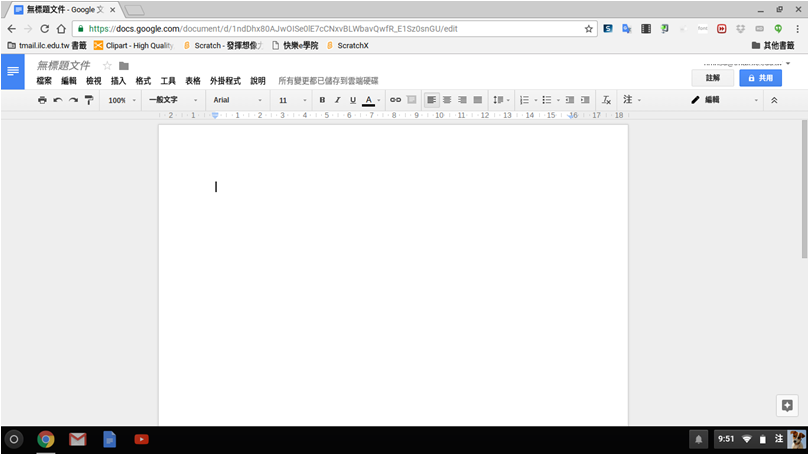 無標題文件 - Google 文
https://docs.google.com/document/d/1ndDhx80AJwOISe0lE7cCNxvBLWbavQwfR_E1Sz0snGU/edit
tmail.ilc.edu.tw 書籤 Clipart - High Quality Scratch - 發揮想像力 快樂e學院 ScratchX 其他書籤
無標題文件
檔案 編輯 檢視 插入 格式 工具 表格 外掛程式 說明 所有變更都已儲存到雲端硬碟 註解 共用
100% 一般文字 Arial 11 B I U A 注 編輯
2 1 1 2 3 4 5 6 7 8 9 10 11 12 13 14 15 16 17 18
9:51 注